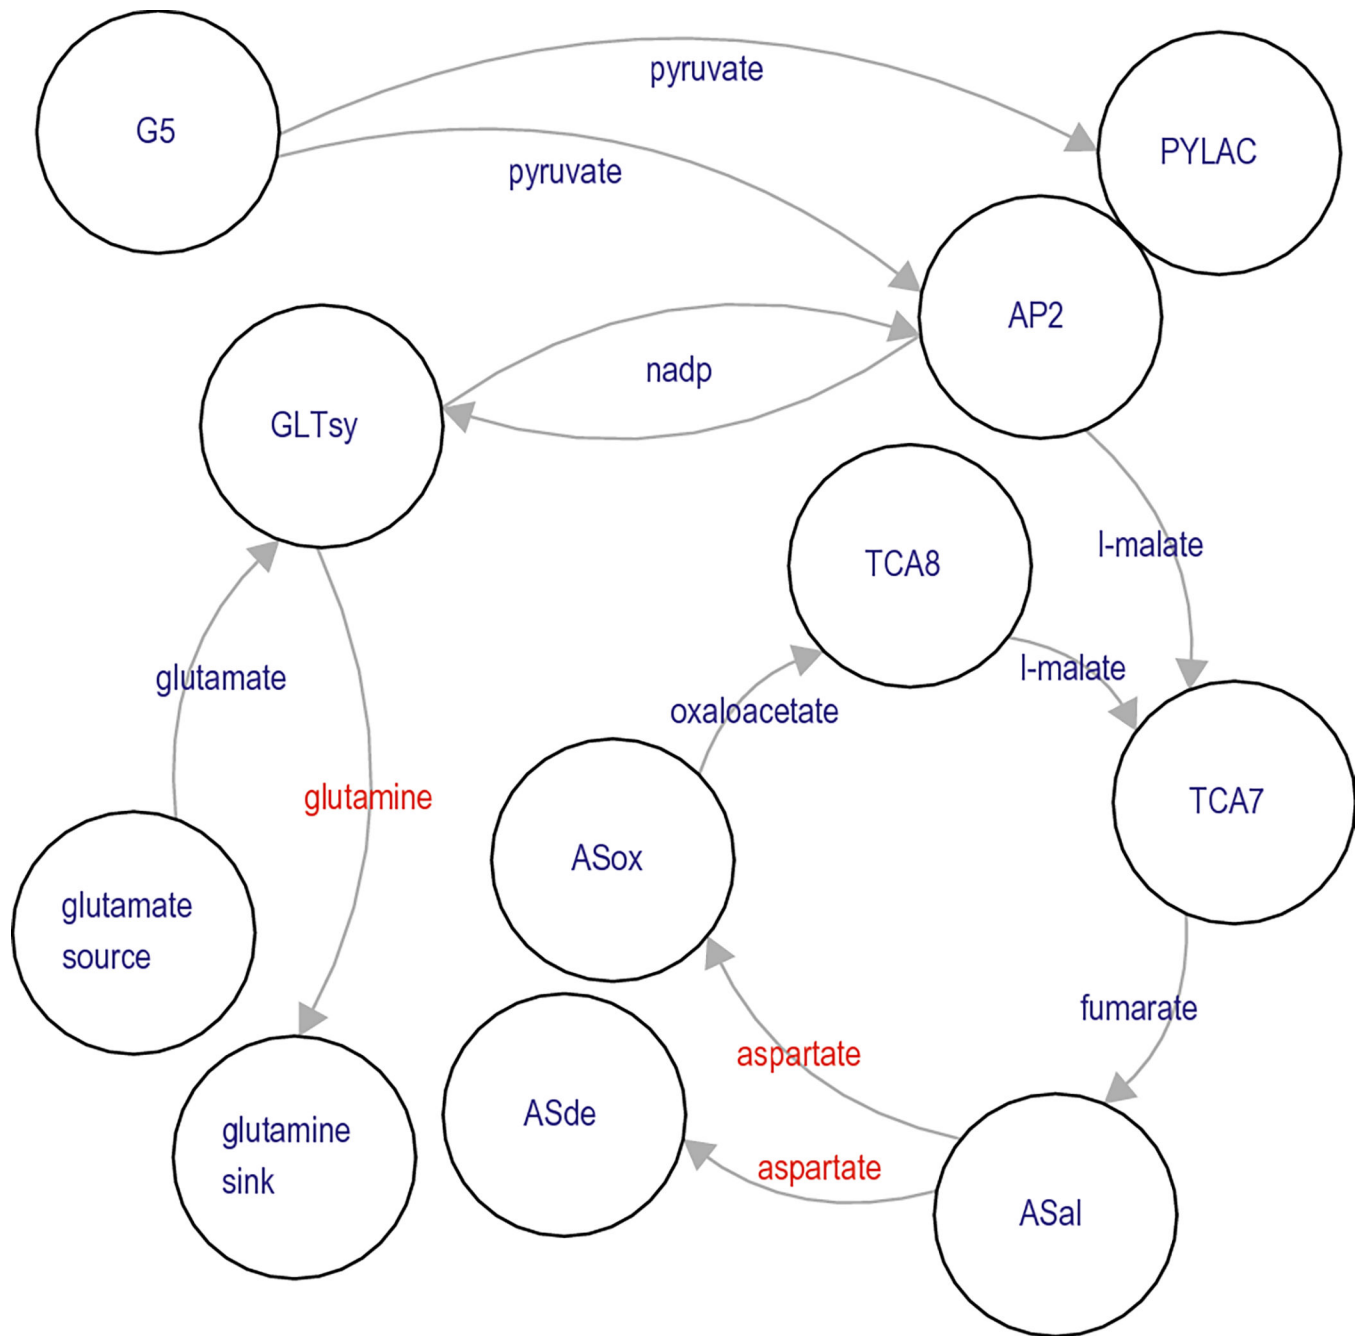 pyruvate
G5
PYLAC
pyruvate
AP2
nadp
GLTsy
l-malate
TCA8
l-malate
glutamate
oxaloacetate
glutamine
TCA7
ASox
glutamate
source
fumarate
aspartate
ASde
glutamine
sink
aspartate
ASal